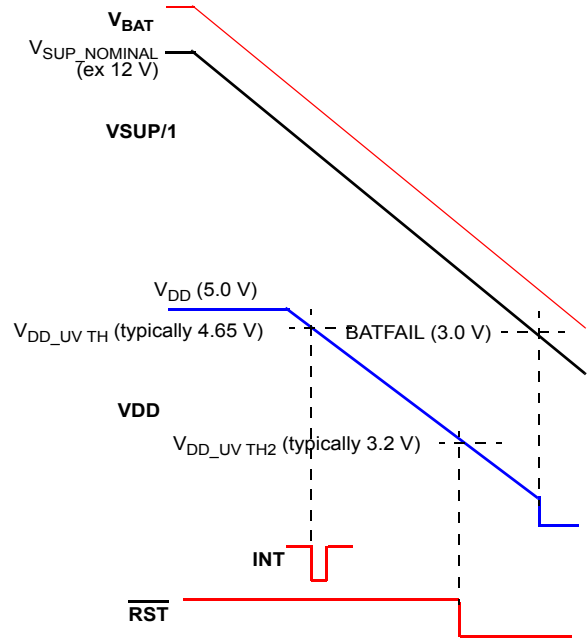 VBAT
VSUP_NOMINAL
(ex 12 V)
VSUP/1
VDD (5.0 V)
VDD_UV TH (typically 4.65 V)
BATFAIL (3.0 V)
VDD
VDD_UV TH2 (typically 3.2 V)
INT
RST